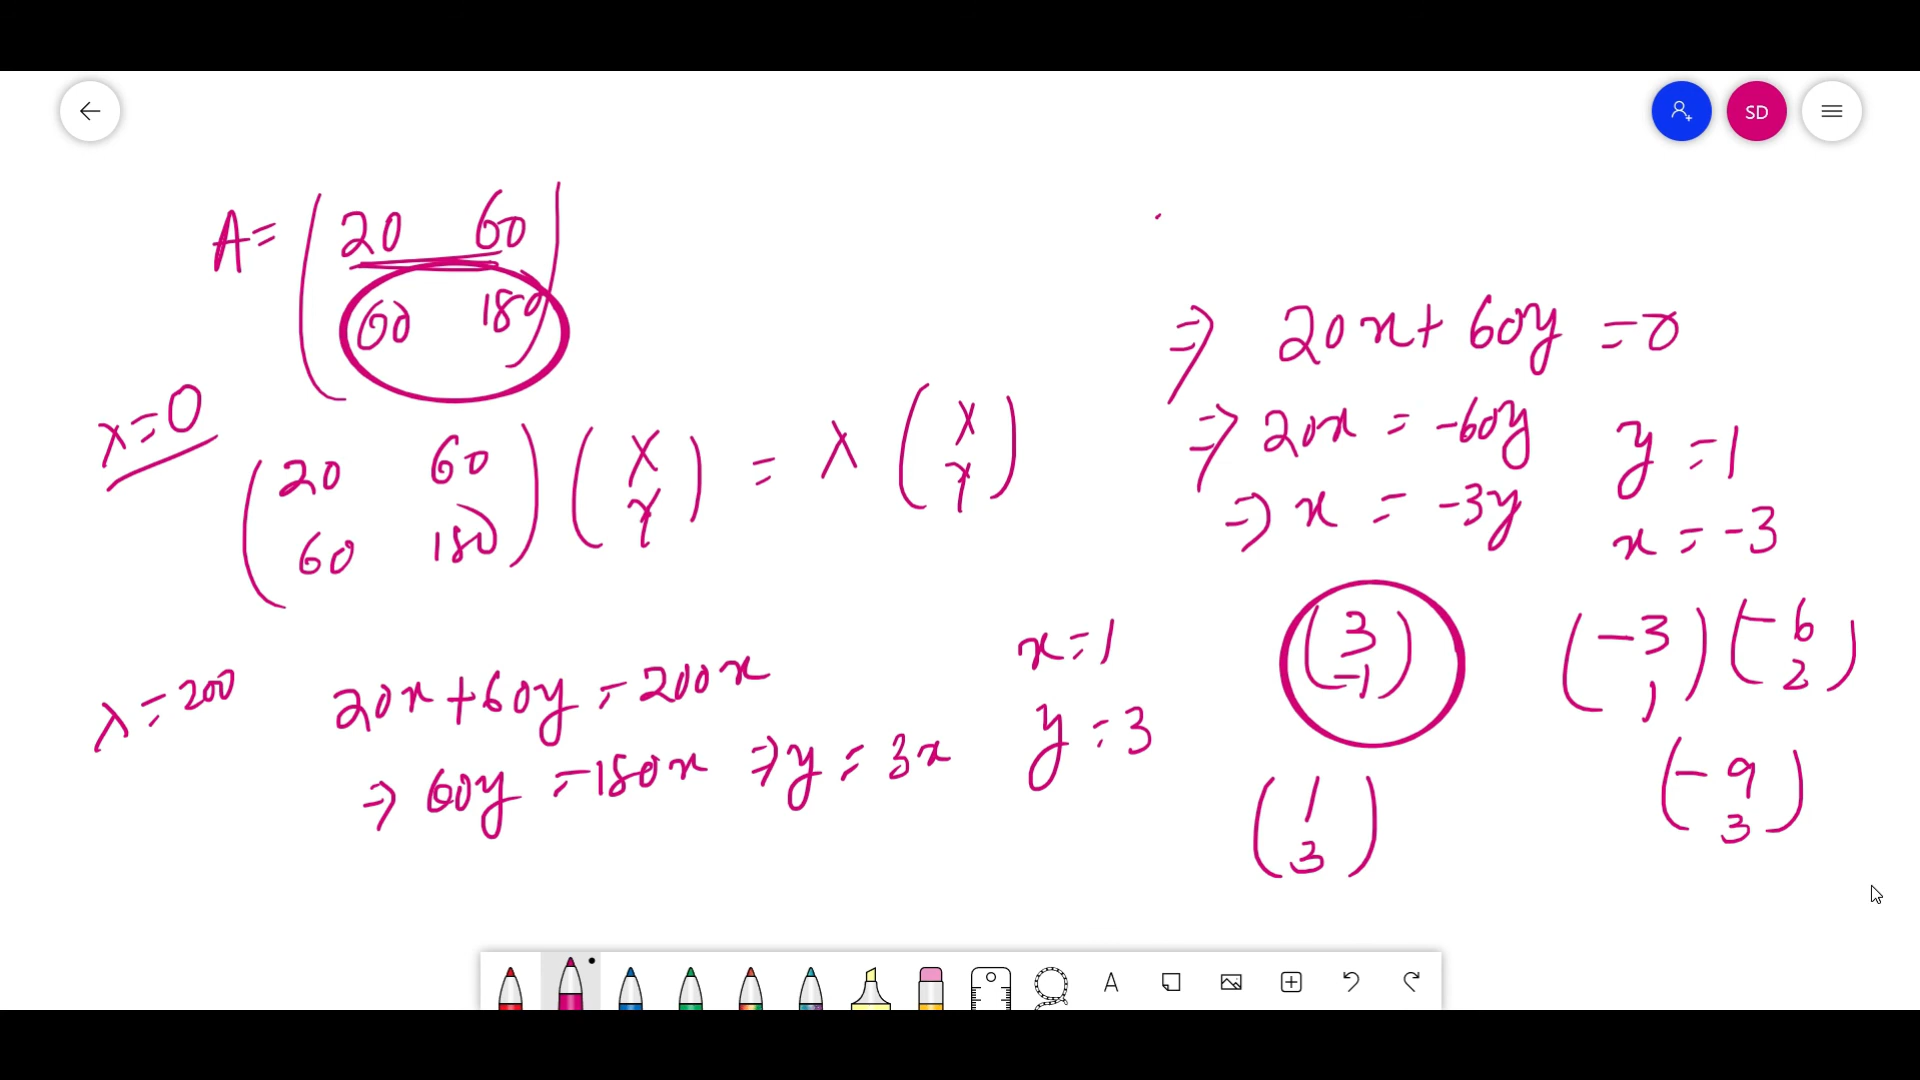 SD
A = ( 20 60
60 180 )
λ = 0
( 20 60
60 180 ) ( x
y ) = λ ( x
y )
⇒ 20x + 60y = 0
⇒ 20x = -60y
⇒ x = -3y
y = 1
x = -3
( 3
-1 )
( -3
1 ) ( -6
2 )
( -9
3 )
λ = 200
20x + 60y = 200x
⇒ 60y = 180x ⇒ y = 3x
x = 1
y = 3
( 1
3 )
A